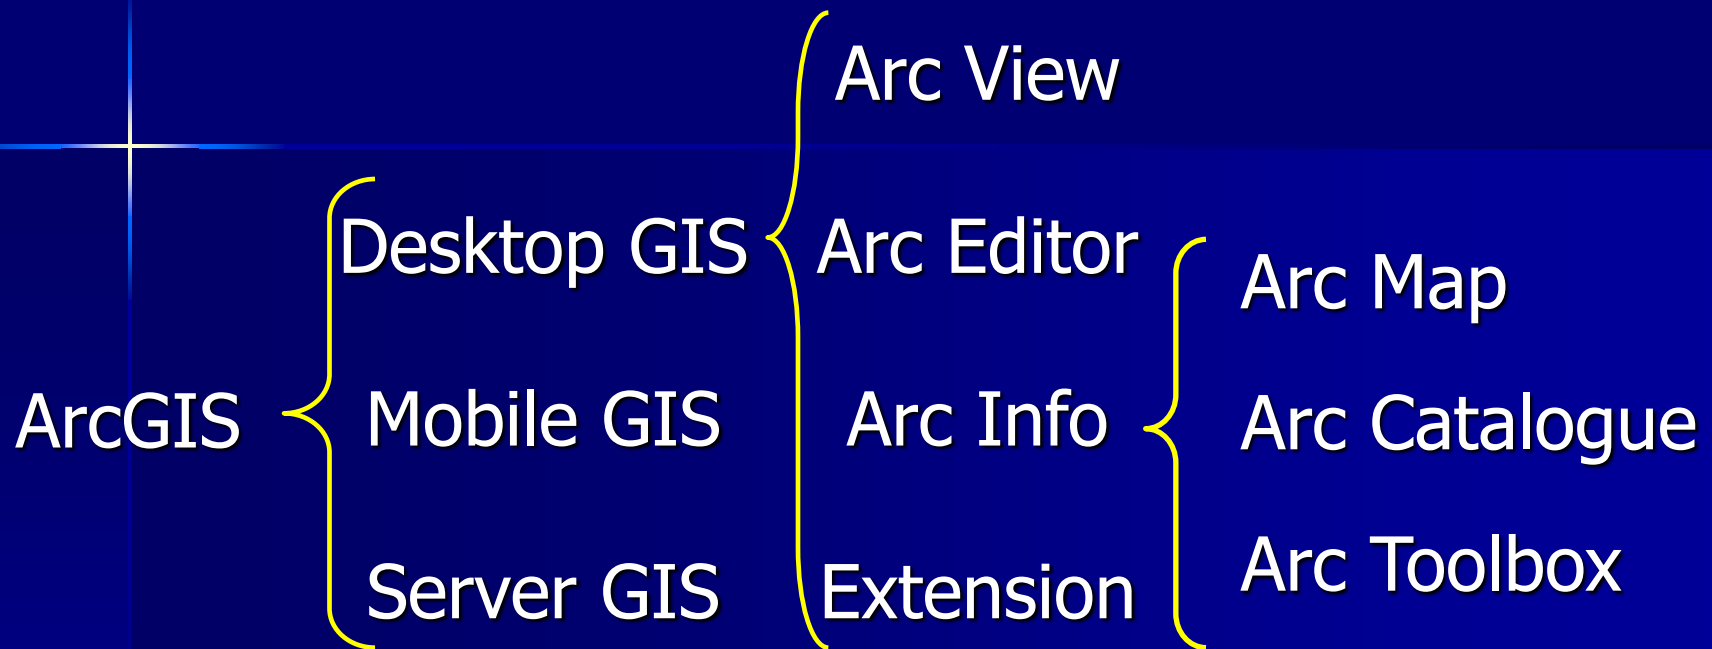 ArcGIS
Desktop GIS
Mobile GIS
Server GIS
Arc View
Arc Editor
Arc Info
Extension
Arc Map
Arc Catalogue
Arc Toolbox